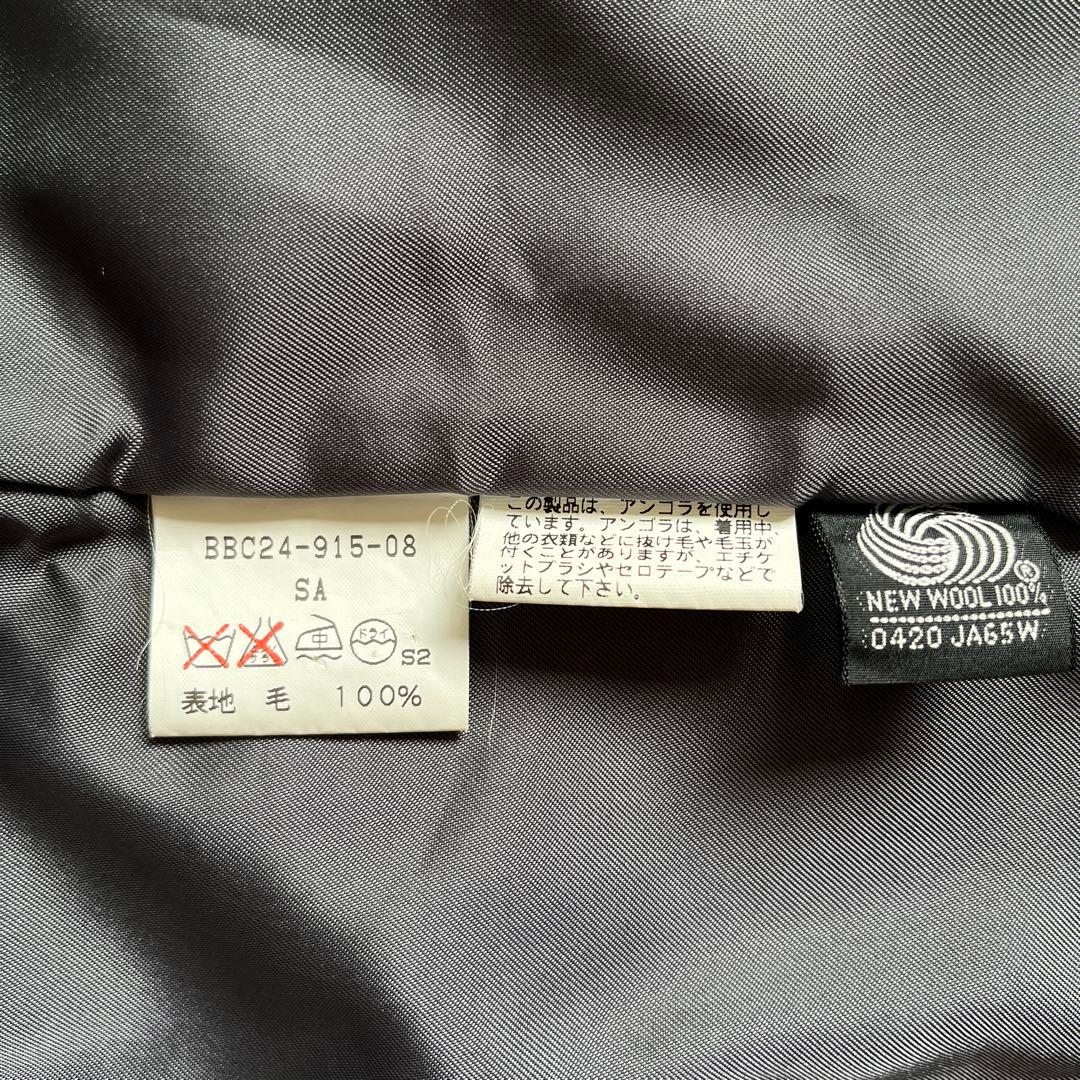 BBC24-915-08
SA
中 ドライ S2
表地 毛 100%
この製品は、アンゴラを使用し
ています。アンゴラは、着用中
他の衣類などに抜け毛や毛玉が
付くことがありますが、エチケ
ットブラシやセロテープなどで
除去して下さい。
NEW WOOL 100%
0420 JA65W